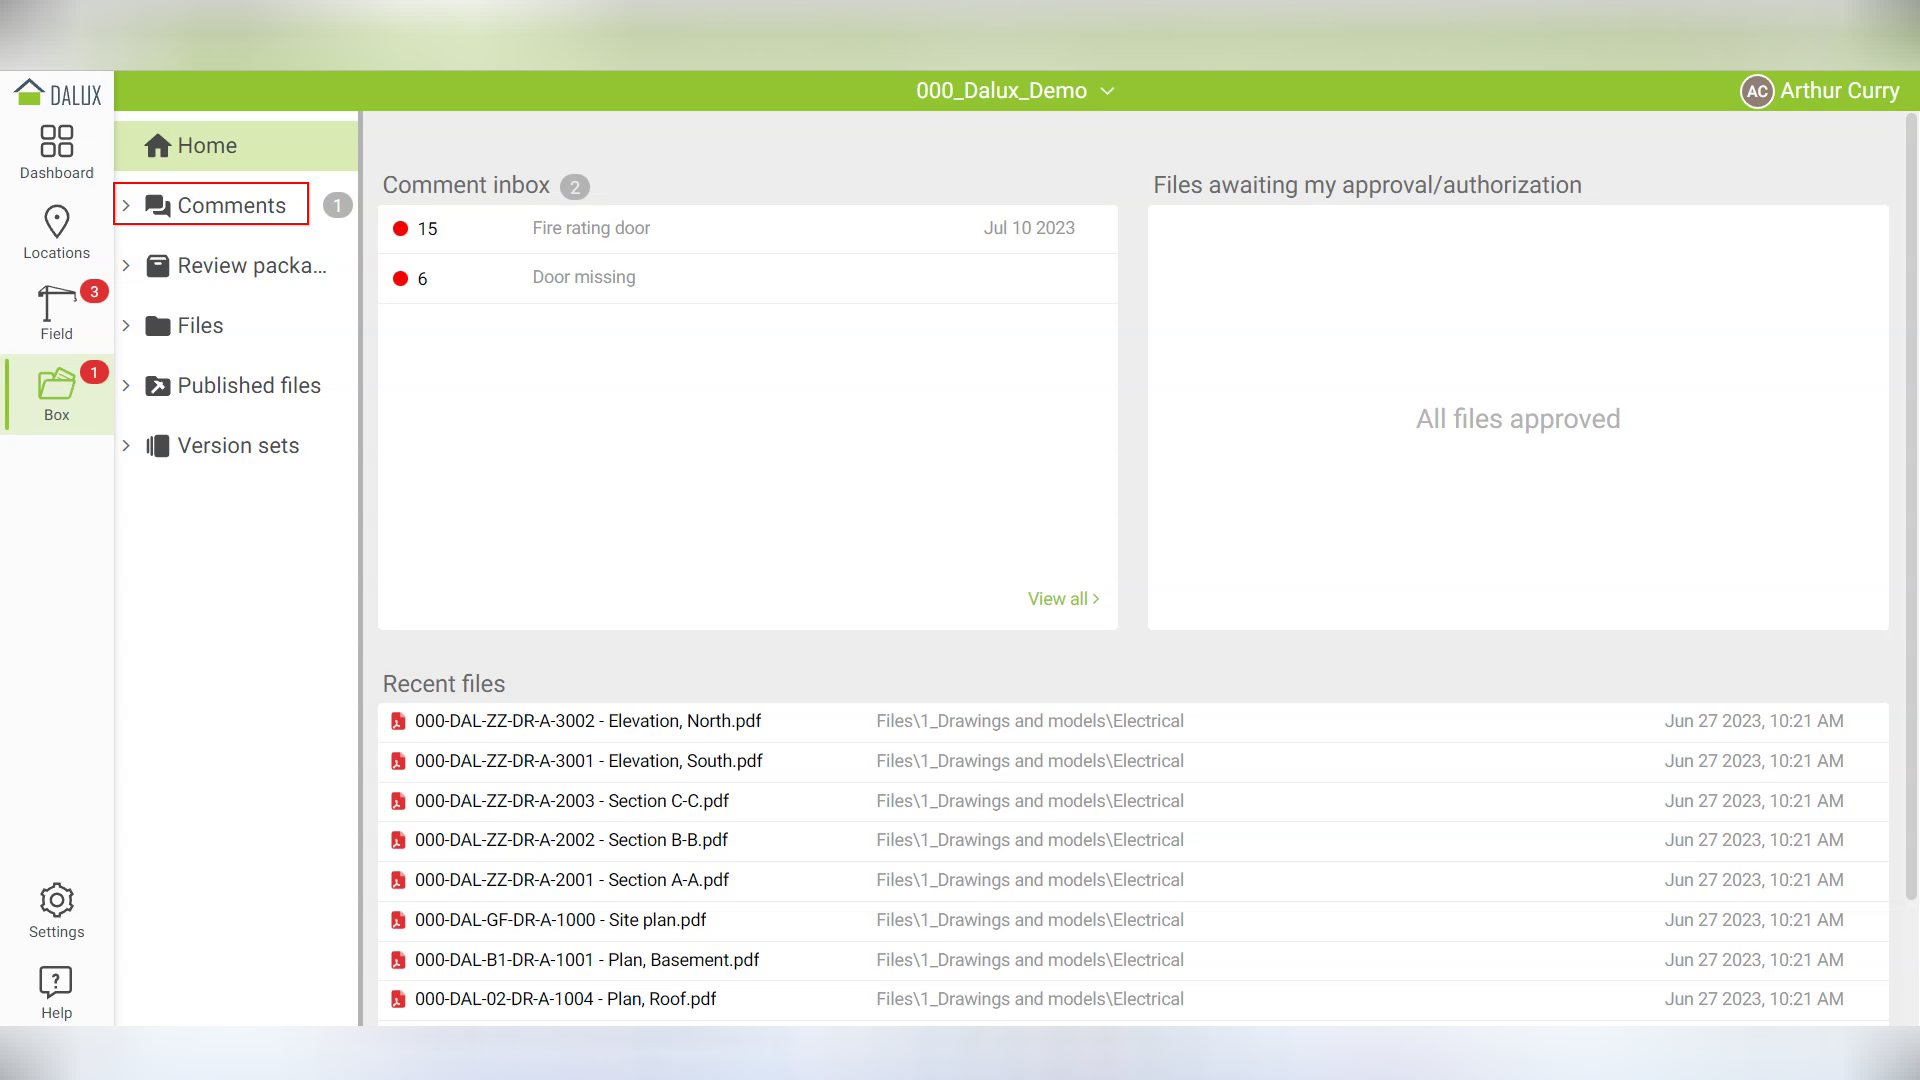 DALUX
000_Dalux_Demo
AC Arthur Curry
Dashboard
Locations
3
Field
1
Box
Settings
Help
Home
Comments 1
Review packa...
Files
Published files
Version sets
Comment inbox 2
15 Fire rating door Jul 10 2023
6 Door missing
View all
Files awaiting my approval/authorization
All files approved
Recent files
000-DAL-ZZ-DR-A-3002 - Elevation, North.pdf Files\1_Drawings and models\Electrical Jun 27 2023, 10:21 AM
000-DAL-ZZ-DR-A-3001 - Elevation, South.pdf Files\1_Drawings and models\Electrical Jun 27 2023, 10:21 AM
000-DAL-ZZ-DR-A-2003 - Section C-C.pdf Files\1_Drawings and models\Electrical Jun 27 2023, 10:21 AM
000-DAL-ZZ-DR-A-2002 - Section B-B.pdf Files\1_Drawings and models\Electrical Jun 27 2023, 10:21 AM
000-DAL-ZZ-DR-A-2001 - Section A-A.pdf Files\1_Drawings and models\Electrical Jun 27 2023, 10:21 AM
000-DAL-GF-DR-A-1000 - Site plan.pdf Files\1_Drawings and models\Electrical Jun 27 2023, 10:21 AM
000-DAL-B1-DR-A-1001 - Plan, Basement.pdf Files\1_Drawings and models\Electrical Jun 27 2023, 10:21 AM
000-DAL-02-DR-A-1004 - Plan, Roof.pdf Files\1_Drawings and models\Electrical Jun 27 2023, 10:21 AM